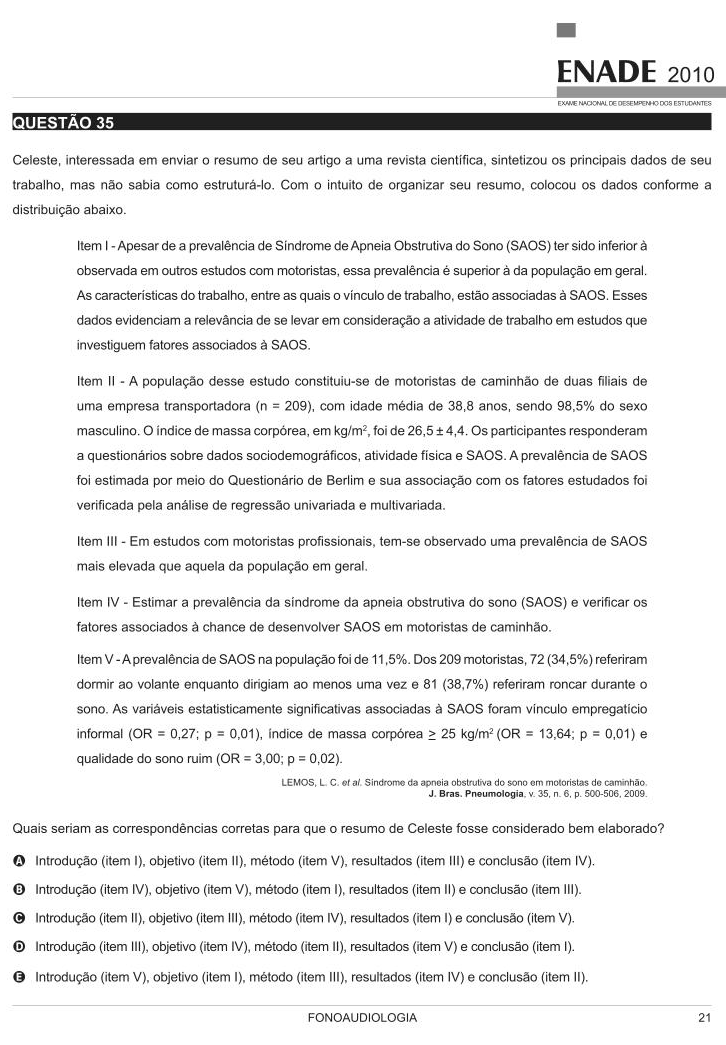 ENADE 2010
EXAME NACIONAL DE DESEMPENHO DOS ESTUDANTES
QUESTÃO 35
Celeste, interessada em enviar o resumo de seu artigo a uma revista científica, sintetizou os principais dados de seu
trabalho, mas não sabia como estruturá-lo. Com o intuito de organizar seu resumo, colocou os dados conforme a
distribuição abaixo.
Item I - Apesar de a prevalência de Síndrome de Apneia Obstrutiva do Sono (SAOS) ter sido inferior à
observada em outros estudos com motoristas, essa prevalência é superior à da população em geral.
As características do trabalho, entre as quais o vínculo de trabalho, estão associadas à SAOS. Esses
dados evidenciam a relevância de se levar em consideração a atividade de trabalho em estudos que
investiguem fatores associados à SAOS.
Item II - A população desse estudo constituiu-se de motoristas de caminhão de duas filiais de
uma empresa transportadora (n = 209), com idade média de 38,8 anos, sendo 98,5% do sexo
masculino. O índice de massa corpórea, em kg/m², foi de 26,5 ± 4,4. Os participantes responderam
a questionários sobre dados sociodemográficos, atividade física e SAOS. A prevalência de SAOS
foi estimada por meio do Questionário de Berlim e sua associação com os fatores estudados foi
verificada pela análise de regressão univariada e multivariada.
Item III - Em estudos com motoristas profissionais, tem-se observado uma prevalência de SAOS
mais elevada que aquela da população em geral.
Item IV - Estimar a prevalência da síndrome da apneia obstrutiva do sono (SAOS) e verificar os
fatores associados à chance de desenvolver SAOS em motoristas de caminhão.
Item V - A prevalência de SAOS na população foi de 11,5%. Dos 209 motoristas, 72 (34,5%) referiram
dormir ao volante enquanto dirigiam ao menos uma vez e 81 (38,7%) referiram roncar durante o
sono. As variáveis estatisticamente significativas associadas à SAOS foram vínculo empregatício
informal (OR = 0,27; p = 0,01), índice de massa corpórea ≥ 25 kg/m² (OR = 13,64; p = 0,01) e
qualidade do sono ruim (OR = 3,00; p = 0,02).
LEMOS, L. C. et al. Síndrome da apneia obstrutiva do sono em motoristas de caminhão.
J. Bras. Pneumologia, v. 35, n. 6, p. 500-506, 2009.
Quais seriam as correspondências corretas para que o resumo de Celeste fosse considerado bem elaborado?
A Introdução (item I), objetivo (item II), método (item V), resultados (item III) e conclusão (item IV).
B Introdução (item IV), objetivo (item V), método (item I), resultados (item II) e conclusão (item III).
C Introdução (item II), objetivo (item III), método (item IV), resultados (item I) e conclusão (item V).
D Introdução (item III), objetivo (item IV), método (item II), resultados (item V) e conclusão (item I).
E Introdução (item V), objetivo (item I), método (item III), resultados (item IV) e conclusão (item II).
FONOAUDIOLOGIA
21